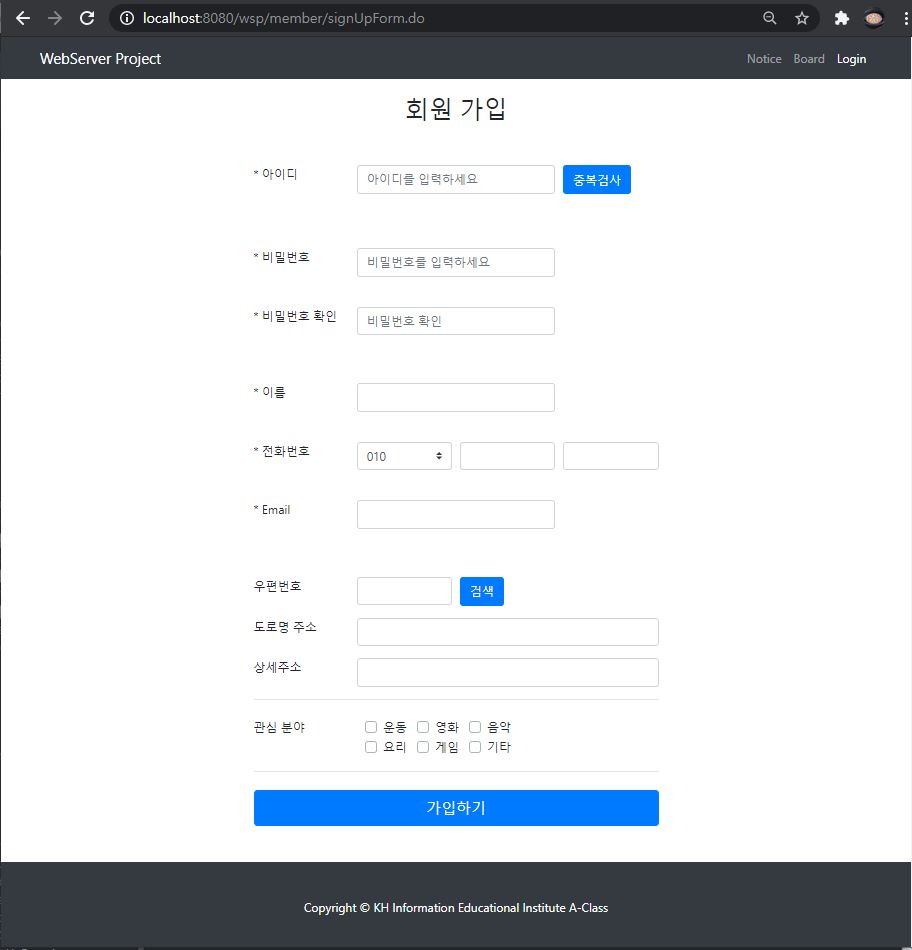 localhost:8080/wsp/member/signUpForm.do
WebServer Project Notice Board Login
회원 가입
* 아이디 아이디를 입력하세요 중복검사
* 비밀번호 비밀번호를 입력하세요
* 비밀번호 확인 비밀번호 확인
* 이름
* 전화번호 010
* Email
우편번호 검색
도로명 주소
상세주소
관심 분야 운동 영화 음악
요리 게임 기타
가입하기
Copyright © KH Information Educational Institute A-Class